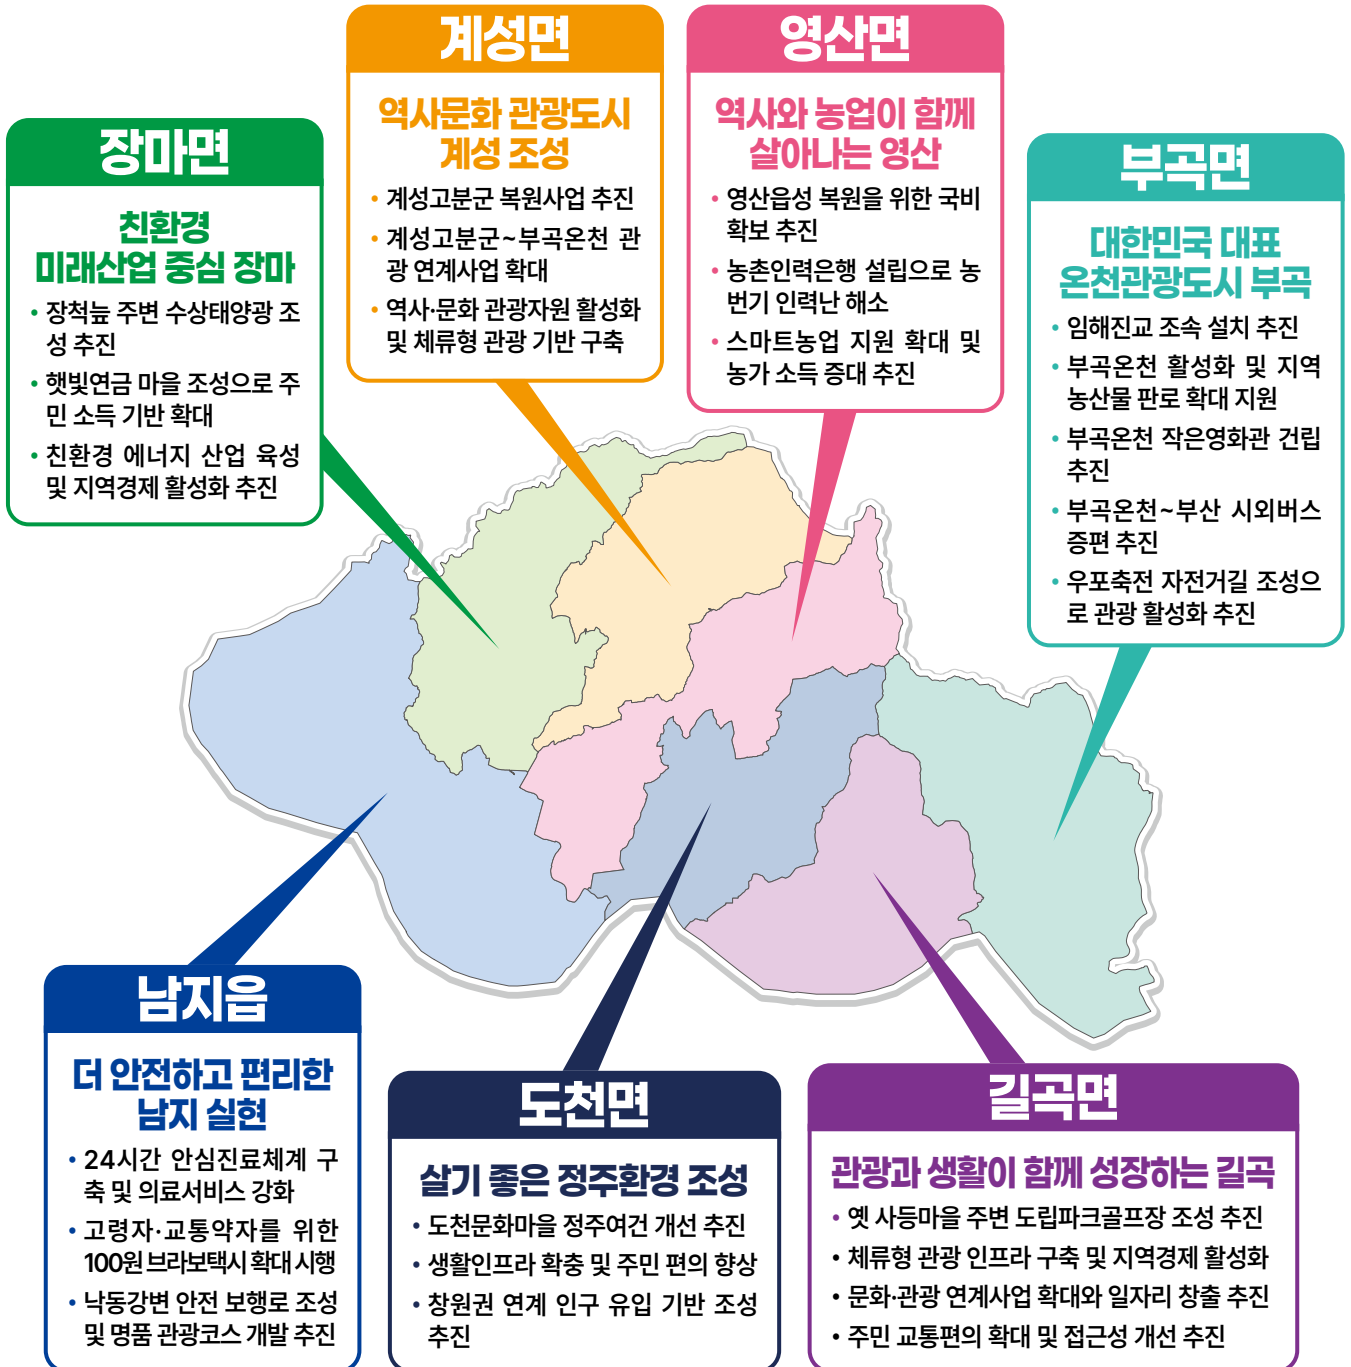 계성면
역사문화 관광도시
계성 조성
• 계성고분군 복원사업 추진
• 계성고분군~부곡온천 관
광 연계사업 확대
• 역사·문화 관광자원 활성화
및 체류형 관광 기반 구축
영산면
역사와 농업이 함께
살아나는 영산
• 영산읍성 복원을 위한 국비
확보 추진
• 농촌인력은행 설립으로 농
번기 인력난 해소
• 스마트농업 지원 확대 및
농가 소득 증대 추진
장마면
친환경
미래산업 중심 장마
• 장척늪 주변 수상태양광 조
성 추진
• 햇빛연금 마을 조성으로 주
민 소득 기반 확대
• 친환경 에너지 산업 육성
및 지역경제 활성화 추진
부곡면
대한민국 대표
온천관광도시 부곡
• 임해진교 조속 설치 추진
• 부곡온천 활성화 및 지역
농산물 판로 확대 지원
• 부곡온천 작은영화관 건립
추진
• 부곡온천~부산 시외버스
증편 추진
• 우포축전 자전거길 조성으
로 관광 활성화 추진
남지읍
더 안전하고 편리한
남지 실현
• 24시간 안심진료체계 구
축 및 의료서비스 강화
• 고령자·교통약자를 위한
100원 브라보택시 확대 시행
• 낙동강변 안전 보행로 조성
및 명품 관광코스 개발 추진
도천면
살기 좋은 정주환경 조성
• 도천문화마을 정주여건 개선 추진
• 생활인프라 확충 및 주민 편의 향상
• 창원권 연계 인구 유입 기반 조성
추진
길곡면
관광과 생활이 함께 성장하는 길곡
• 옛 사등마을 주변 도립파크골프장 조성 추진
• 체류형 관광 인프라 구축 및 지역경제 활성화
• 문화·관광 연계사업 확대와 일자리 창출 추진
• 주민 교통편의 확대 및 접근성 개선 추진